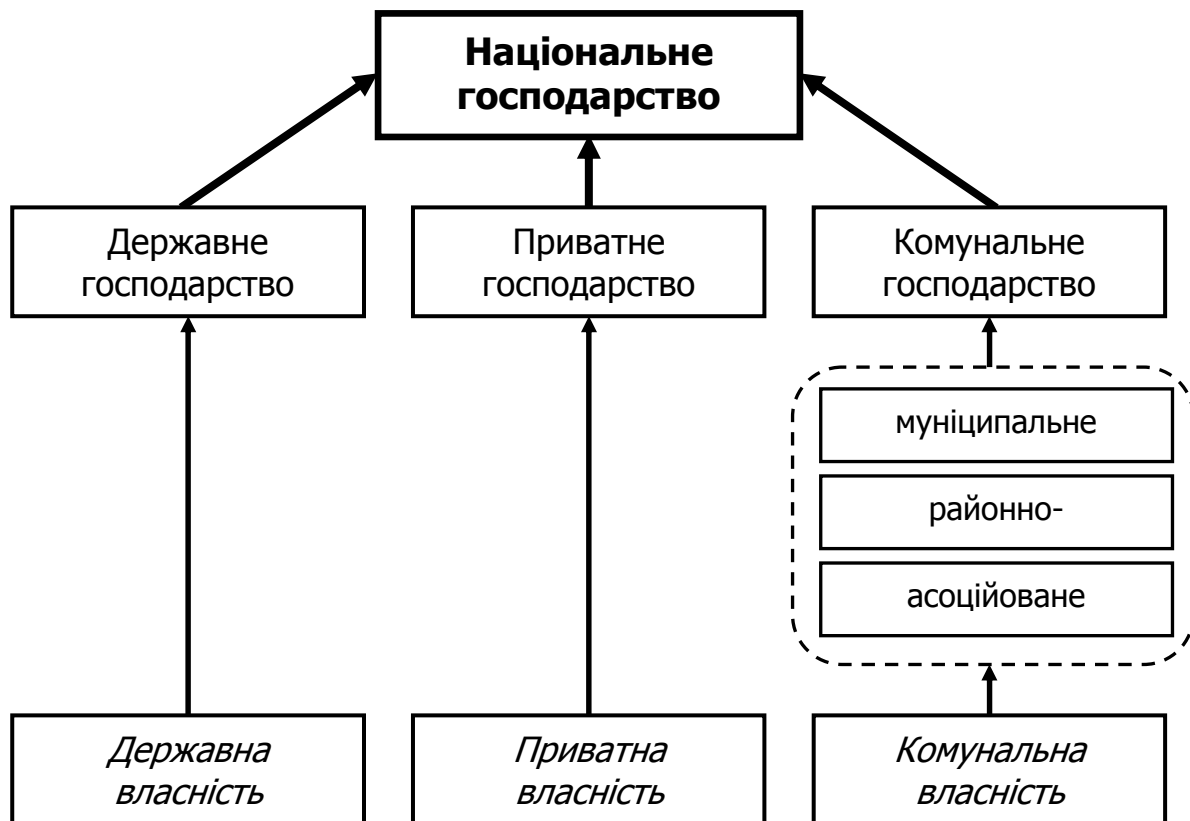 Національне
господарство
Державне
господарство
Приватне
господарство
Комунальне
господарство
муніципальне
районно-
асоційоване
Державна
власність
Приватна
власність
Комунальна
власність